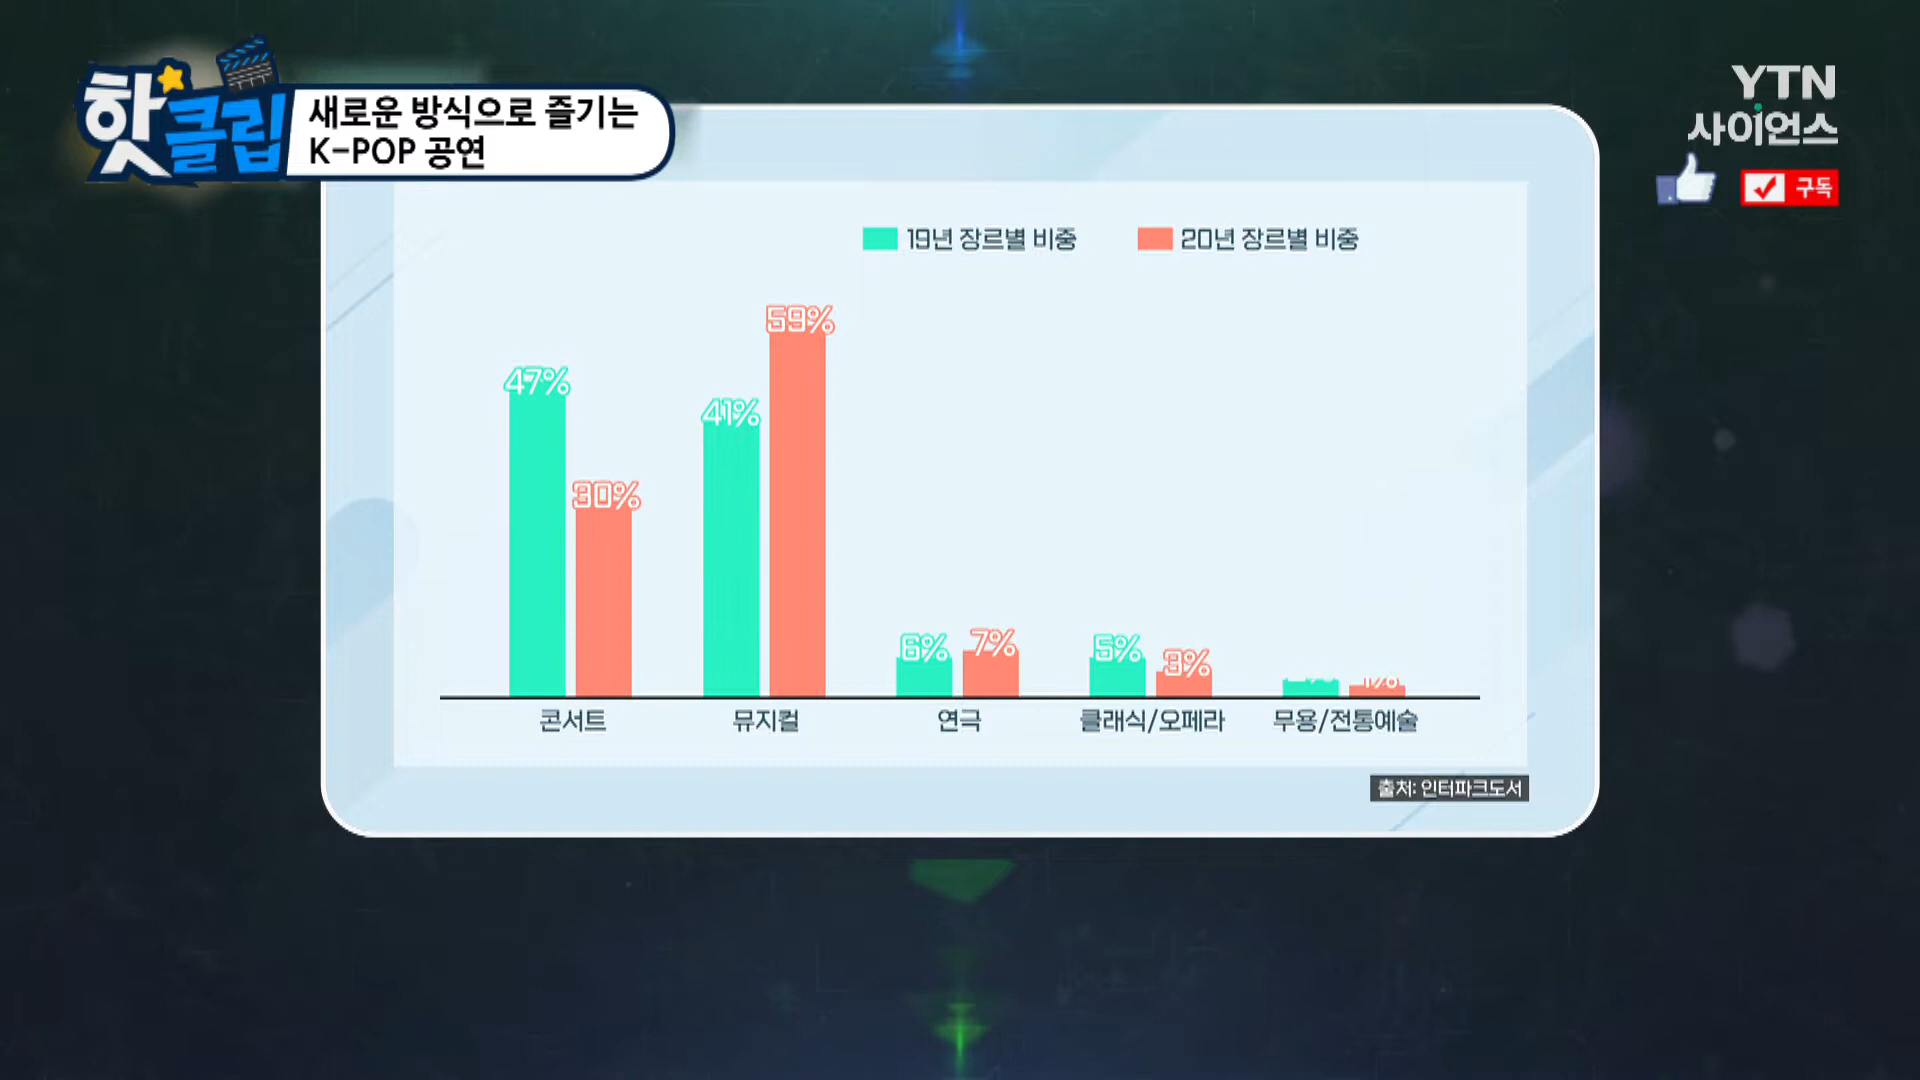 핫클립
새로운 방식으로 즐기는
K-POP 공연
YTN
사이언스
구독
19년 장르별 비중
20년 장르별 비중
59%
47%
41%
30%
6%
7%
5%
3%
1%
콘서트
뮤지컬
연극
클래식/오페라
무용/전통예술
출처: 인터파크도서